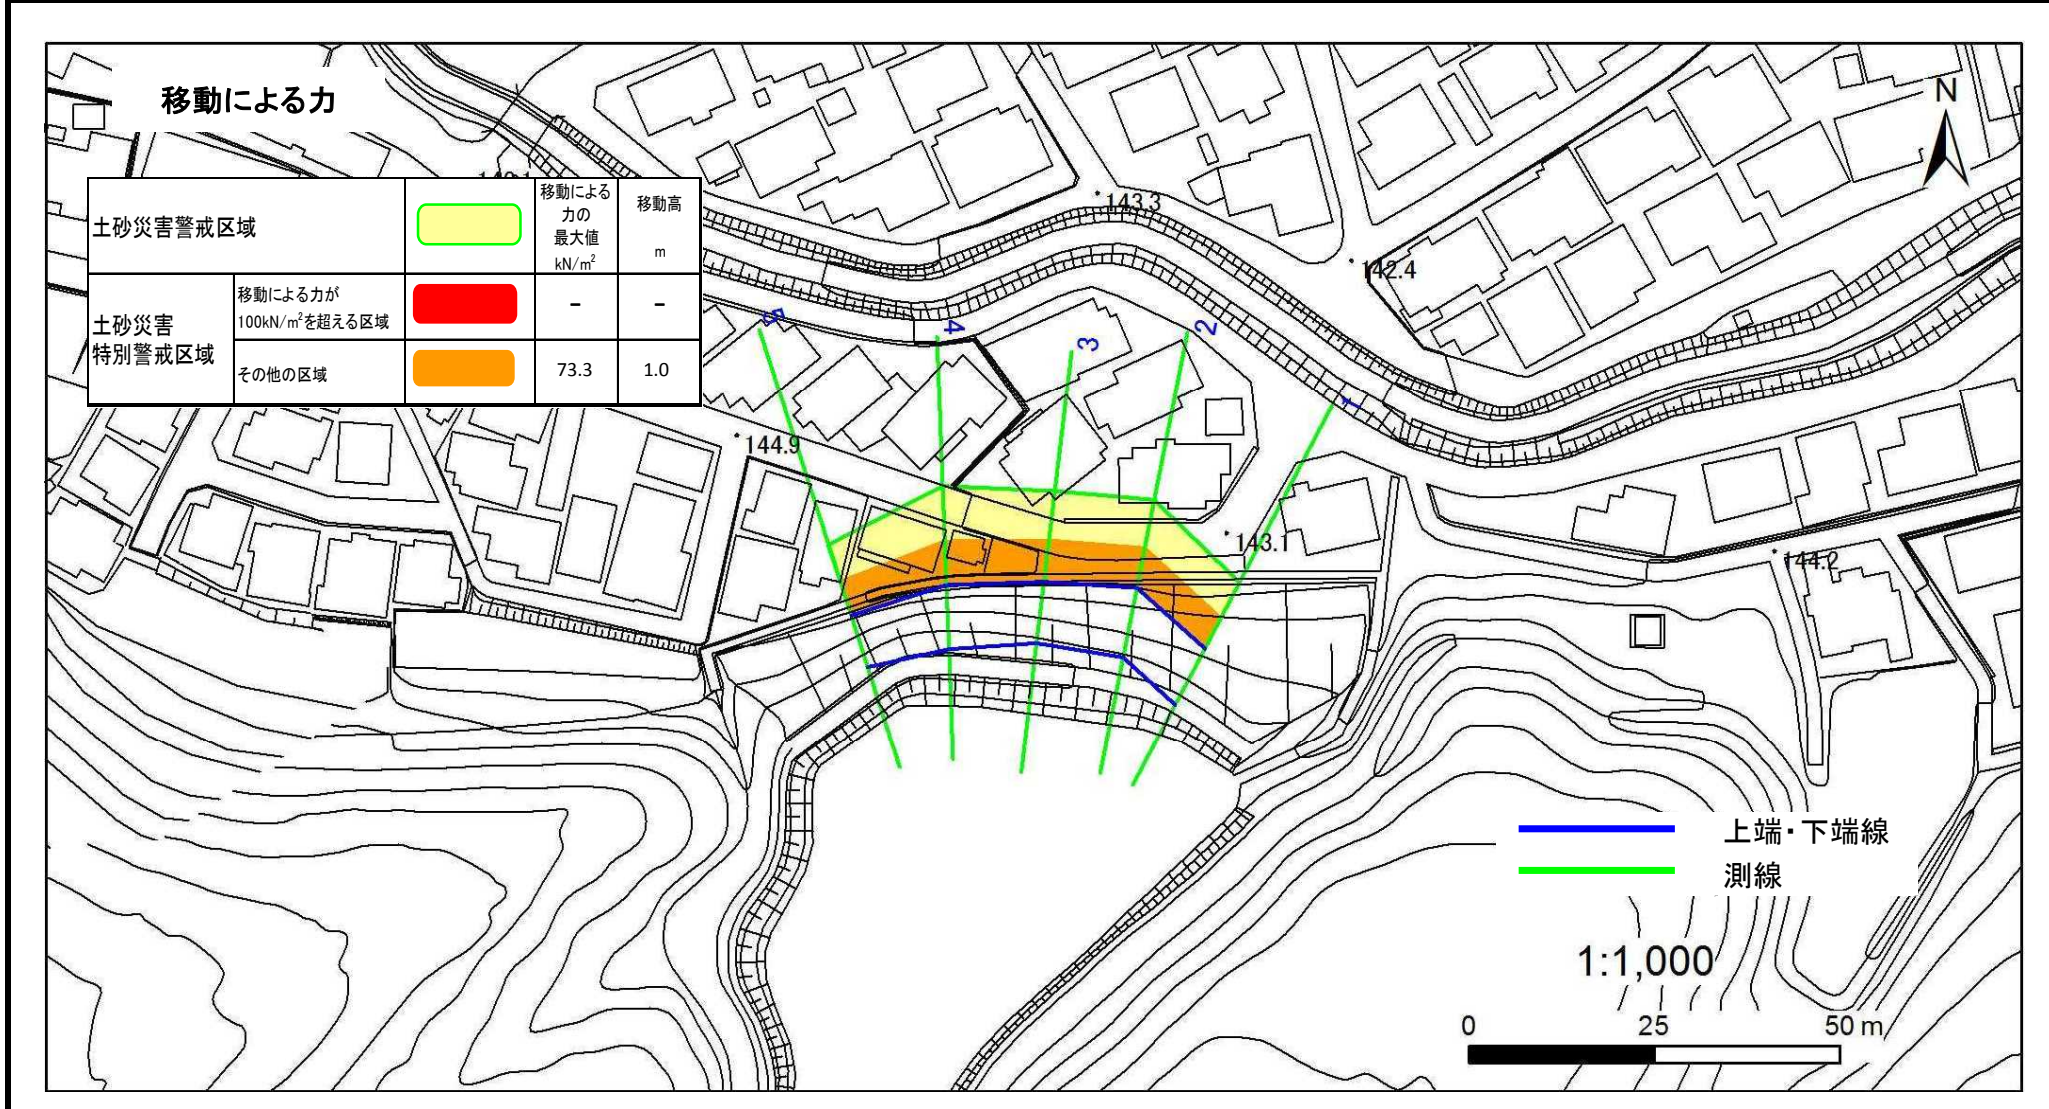 移動による力
N
土砂災害警戒区域
移動による
力の
最大値
kN/m²
移動高
m
土砂災害
特別警戒区域
移動による力が
100kN/m²を超える区域
-
-
その他の区域
73.3
1.0
143.3
142.4
5
4
3
2
1
144.9
143.1
144.2
上端・下端線
測線
1:1,000
0 25 50 m